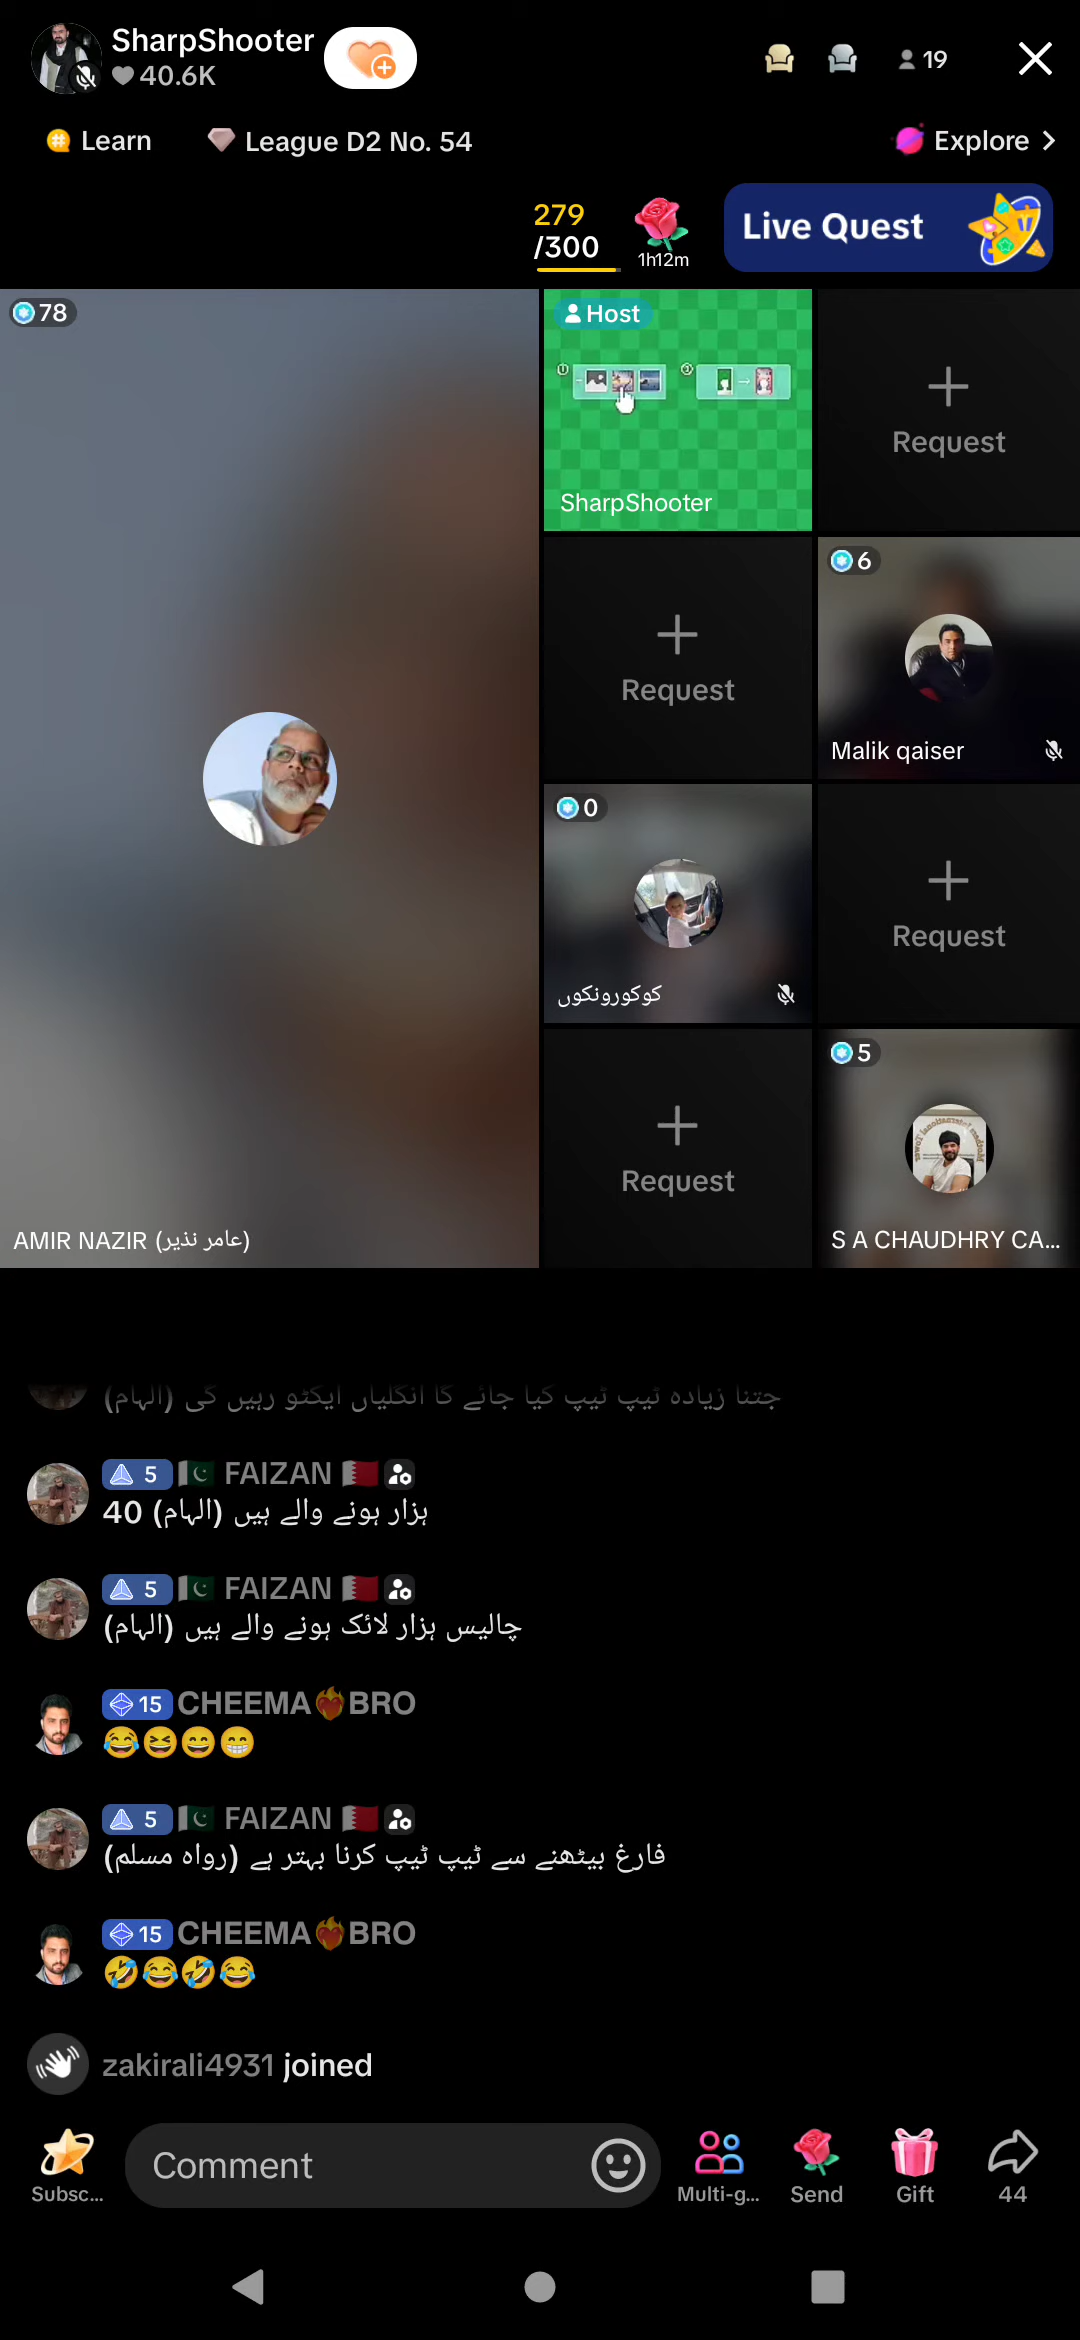 SharpShooter
40.6K
19
Learn
League D2 No. 54
Explore
279
/300
1h12m
Live Quest
78
Host
SharpShooter
Request
Request
6
Malik qaiser
0
کوکورونکوں
Request
Request
5
S A CHAUDHRY CA...
AMIR NAZIR (عامر نذیر)
جتنا زیادہ ٹیپ ٹیپ کیا جائے گا انگلیاں ایکٹو رہیں گی (الہام)
5 FAIZAN
40 ہزار ہونے والے ہیں (الہام)
5 FAIZAN
چالیس ہزار لائک ہونے والے ہیں (الہام)
15 CHEEMA❤️‍🔥BRO
😂😆😄😁
5 FAIZAN
فارغ بیٹھنے سے ٹیپ ٹیپ کرنا بہتر ہے (رواہ مسلم)
15 CHEEMA❤️‍🔥BRO
🤣😂🤣😂
zakirali4931 joined
Subsc...
Comment
Multi-g...
Send
Gift
44